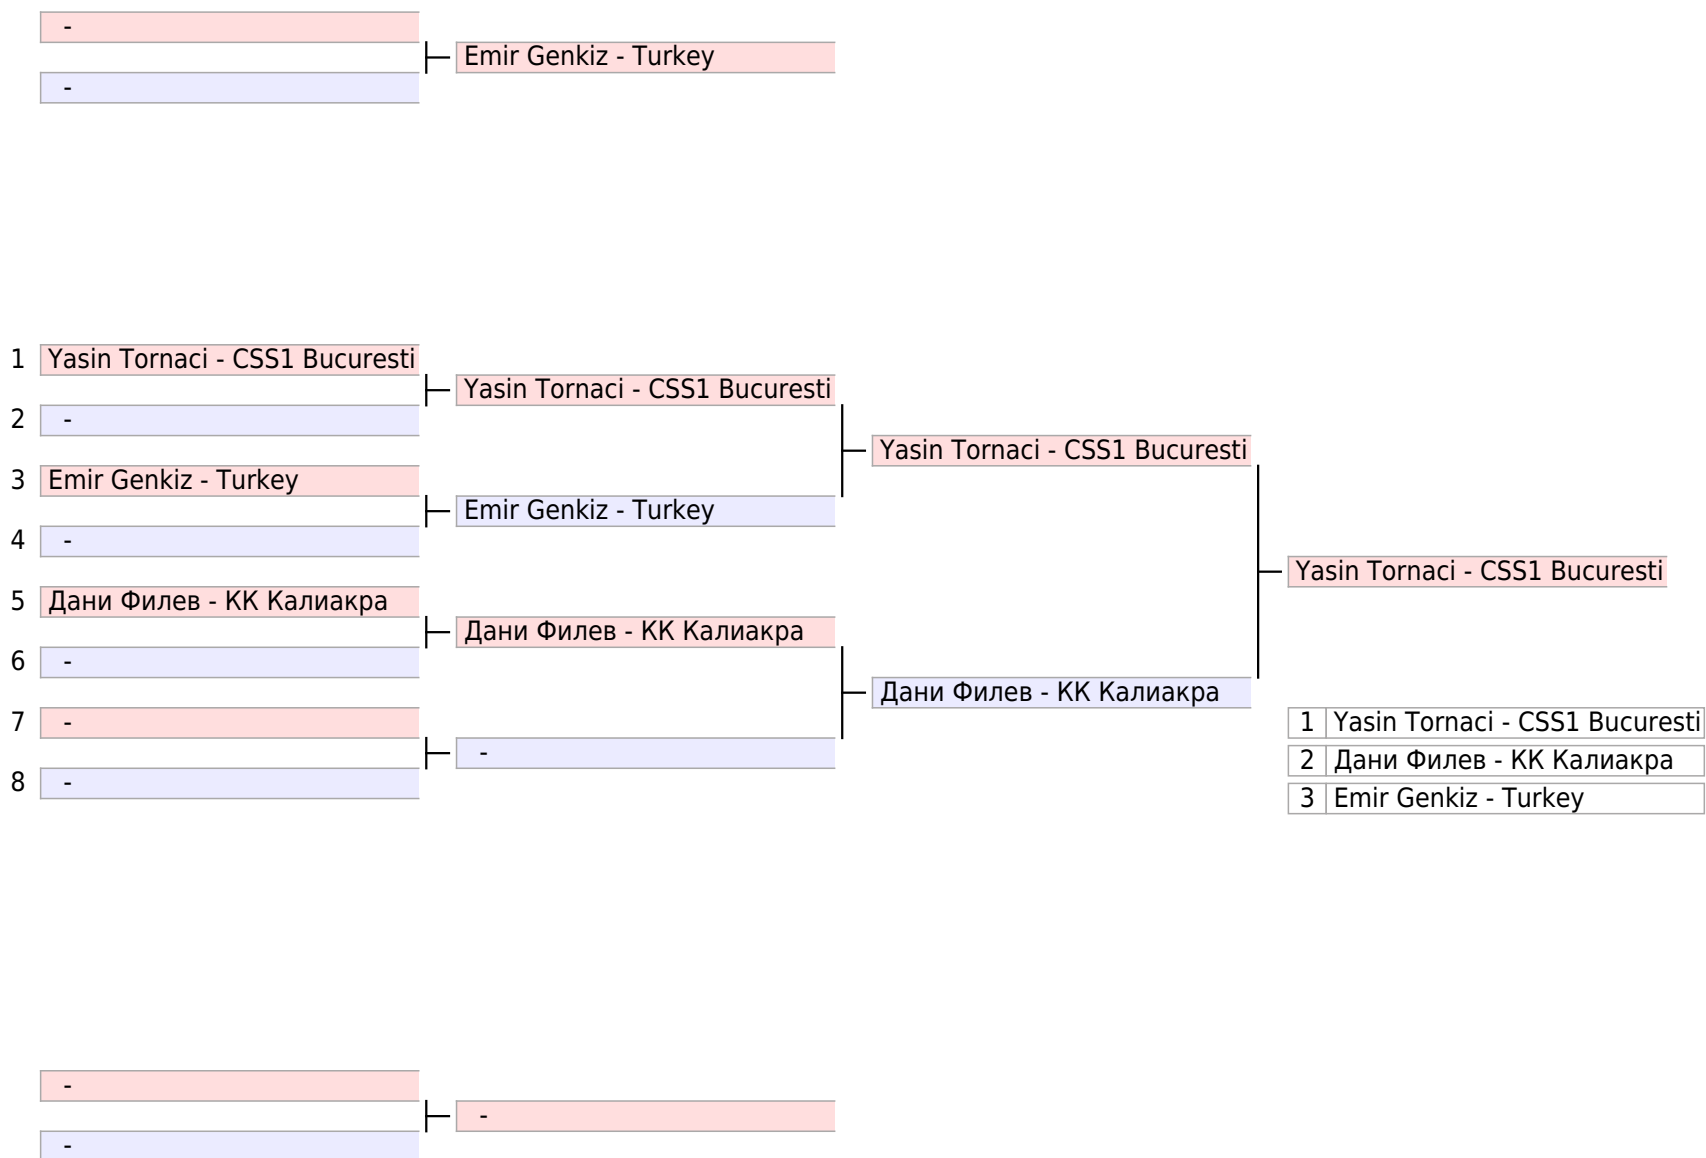 -
Emir Genkiz - Turkey
-
1 Yasin Tornaci - CSS1 Bucuresti
Yasin Tornaci - CSS1 Bucuresti
2 -
Yasin Tornaci - CSS1 Bucuresti
3 Emir Genkiz - Turkey
Emir Genkiz - Turkey
4 -
Yasin Tornaci - CSS1 Bucuresti
5 Дани Филев - КК Калиакра
Дани Филев - КК Калиакра
6 -
Дани Филев - КК Калиакра
7 -
-
8 -
1 Yasin Tornaci - CSS1 Bucuresti
2 Дани Филев - КК Калиакра
3 Emir Genkiz - Turkey
-
-
-